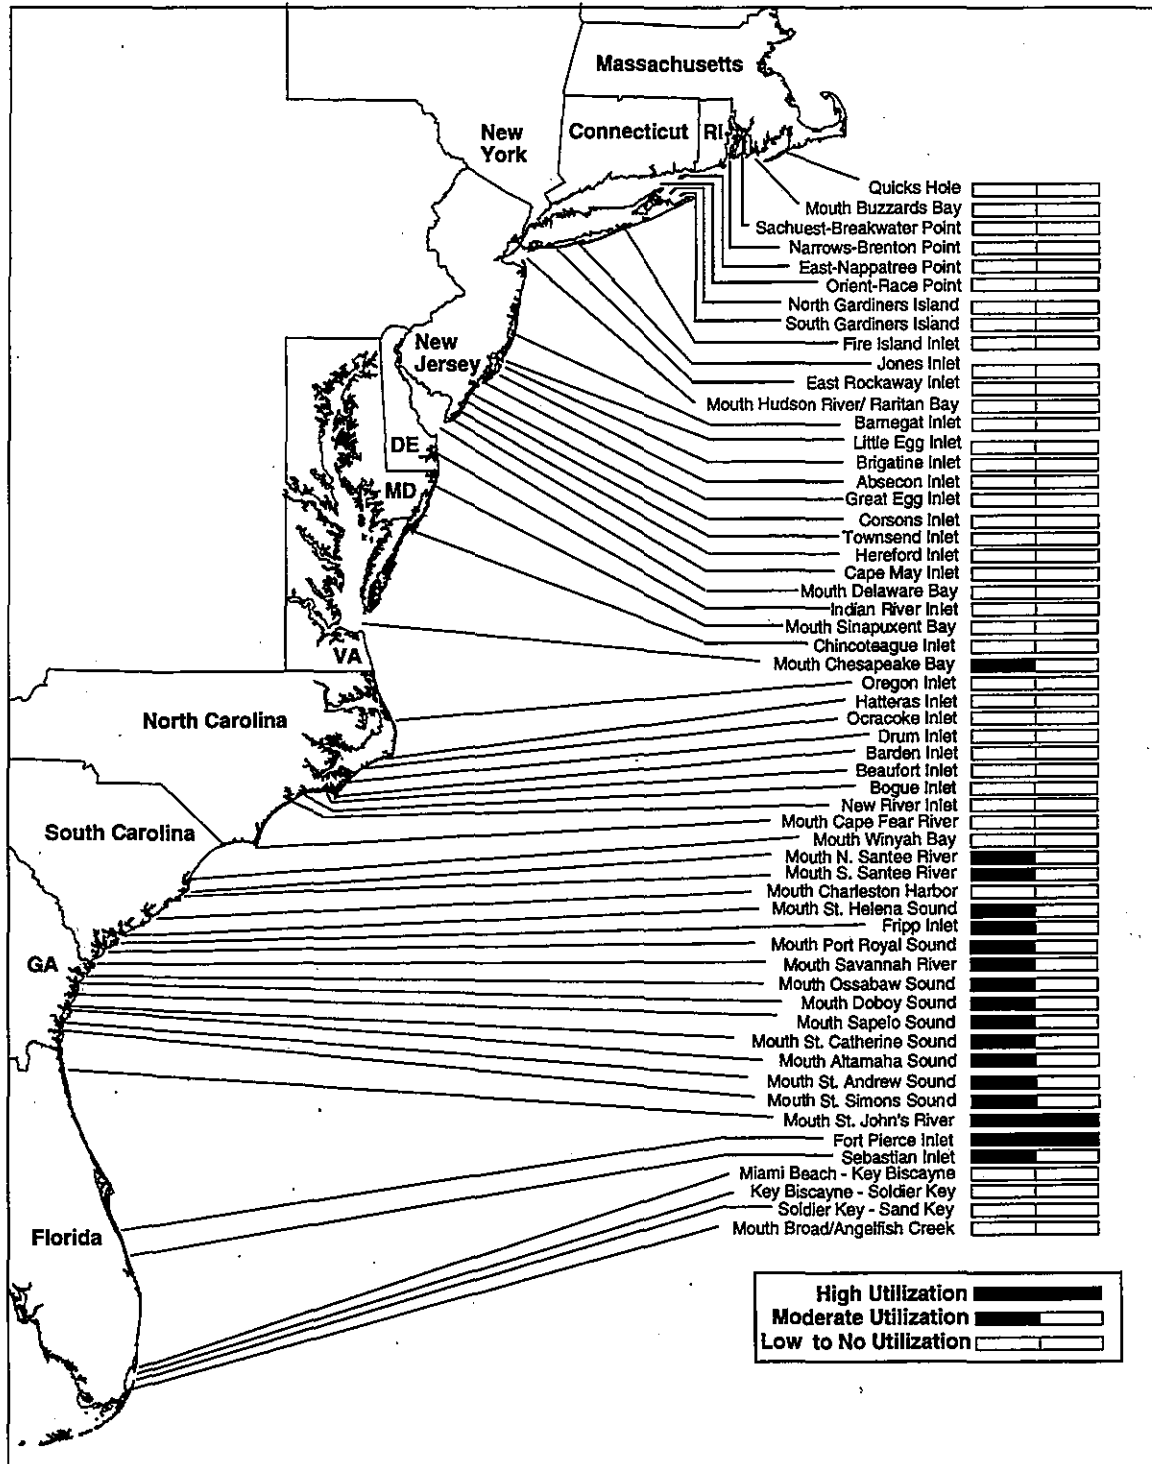 Massachusetts
New
York
Connecticut
RI
Quicks Hole
Mouth Buzzards Bay
Sachuest-Breakwater Point
Narrows-Brenton Point
East-Nappatree Point
Orient-Race Point
North Gardiners Island
South Gardiners Island
Fire Island Inlet
New
Jersey
Jones Inlet
East Rockaway Inlet
Mouth Hudson River/ Raritan Bay
Barnegat Inlet
Little Egg Inlet
DE
Brigatine Inlet
Absecon Inlet
MD
Great Egg Inlet
Corsons Inlet
Townsend Inlet
Hereford Inlet
Cape May Inlet
Mouth Delaware Bay
Indian River Inlet
Mouth Sinapuxent Bay
Chincoteague Inlet
VA
Mouth Chesapeake Bay
Oregon Inlet
Hatteras Inlet
North Carolina
Ocracoke Inlet
Drum Inlet
Barden Inlet
Beaufort Inlet
Bogue Inlet
New River Inlet
Mouth Cape Fear River
South Carolina
Mouth Winyah Bay
Mouth N. Santee River
Mouth S. Santee River
Mouth Charleston Harbor
Mouth St. Helena Sound
Fripp Inlet
Mouth Port Royal Sound
GA
Mouth Savannah River
Mouth Ossabaw Sound
Mouth Doboy Sound
Mouth Sapelo Sound
Mouth St. Catherine Sound
Mouth Altamaha Sound
Mouth St. Andrew Sound
Mouth St. Simons Sound
Mouth St. John's River
Fort Pierce Inlet
Sebastian Inlet
Miami Beach - Key Biscayne
Key Biscayne - Soldier Key
Soldier Key - Sand Key
Mouth Broad/Angelfish Creek
Florida
High Utilization
Moderate Utilization
Low to No Utilization